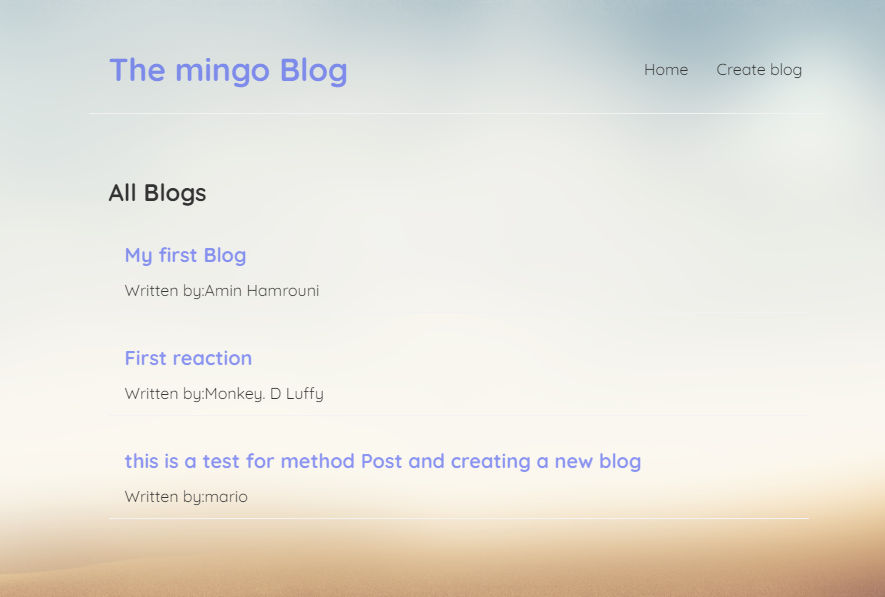 The mingo Blog
Home Create blog
All Blogs
My first Blog
Written by:Amin Hamrouni
First reaction
Written by:Monkey. D Luffy
this is a test for method Post and creating a new blog
Written by:mario